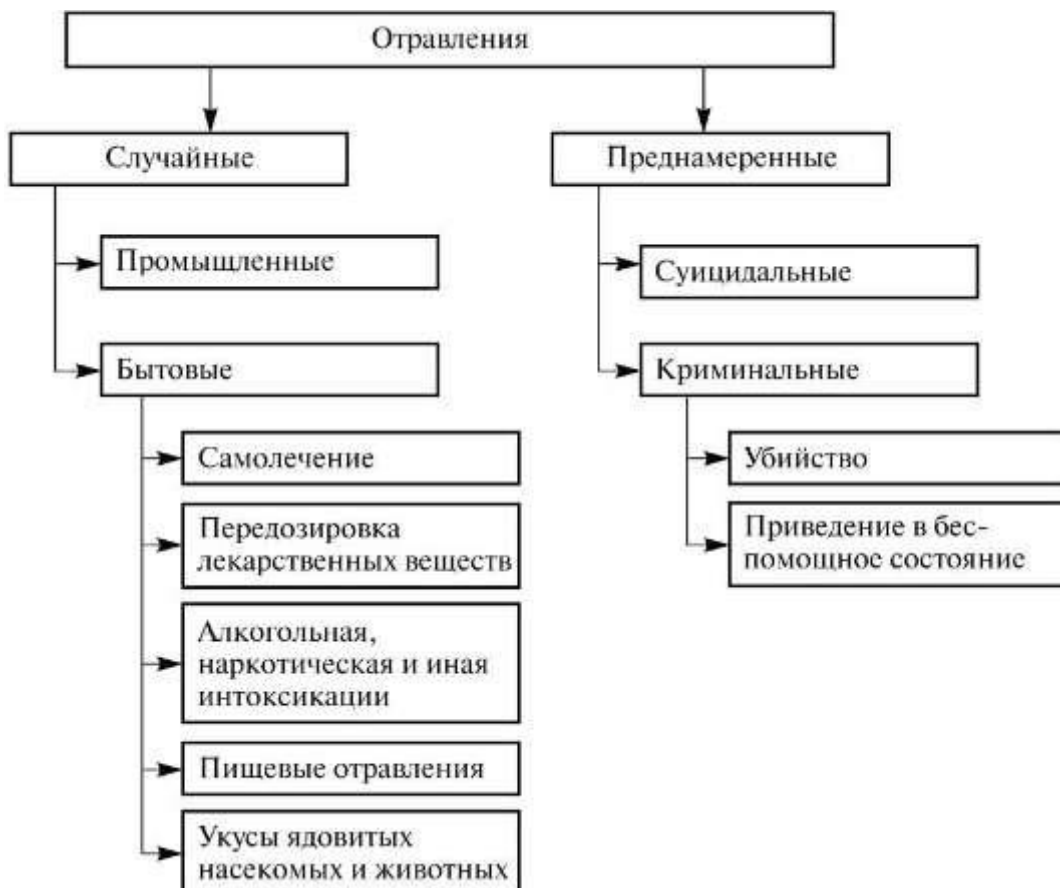 Отравления
Случайные
Преднамеренные
Промышленные
Суицидальные
Бытовые
Криминальные
Самолечение
Убийство
Передозировка
лекарственных веществ
Приведение в бес-
помощное состояние
Алкогольная,
наркотическая и иная
интоксикации
Пищевые отравления
Укусы ядовитых
насекомых и животных